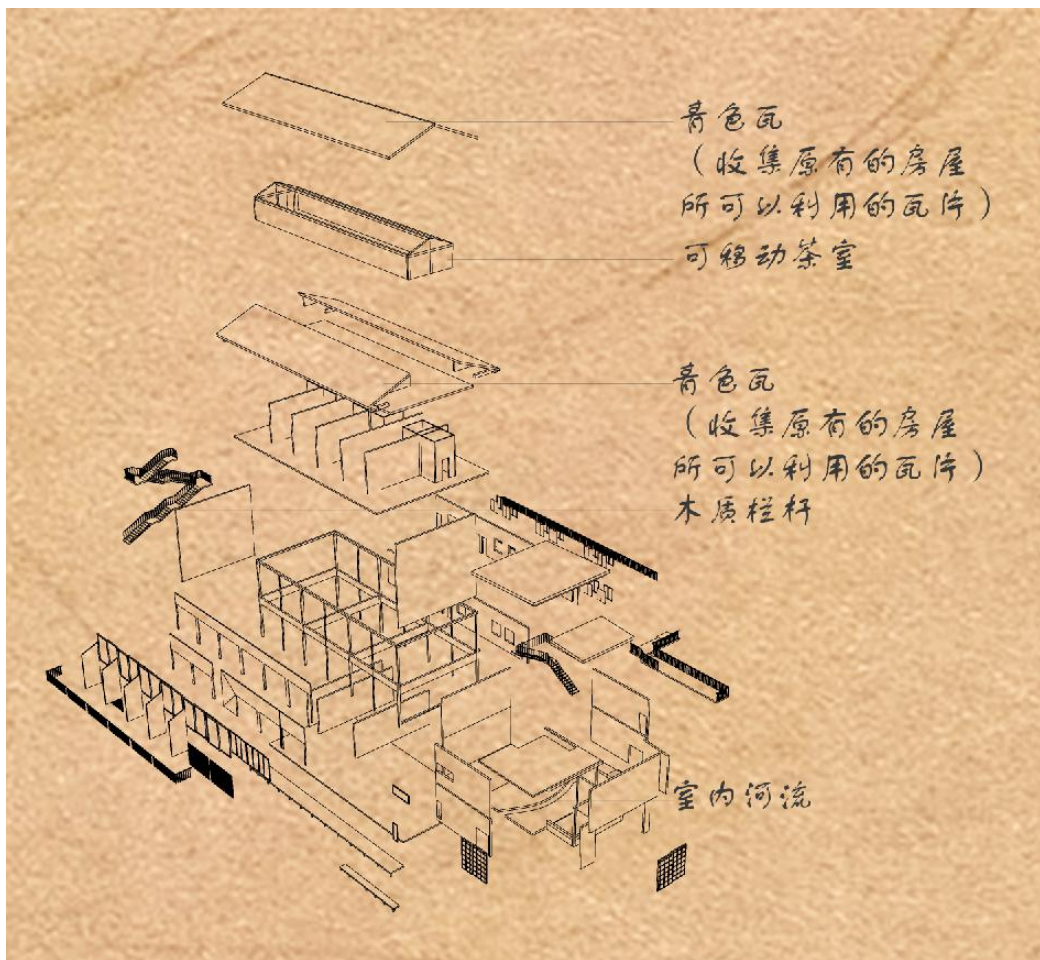 青色瓦
（收集原有的房屋
所可以利用的瓦片）
可移动茶室
青色瓦
（收集原有的房屋
所可以利用的瓦片）
木质栏杆
室内河流